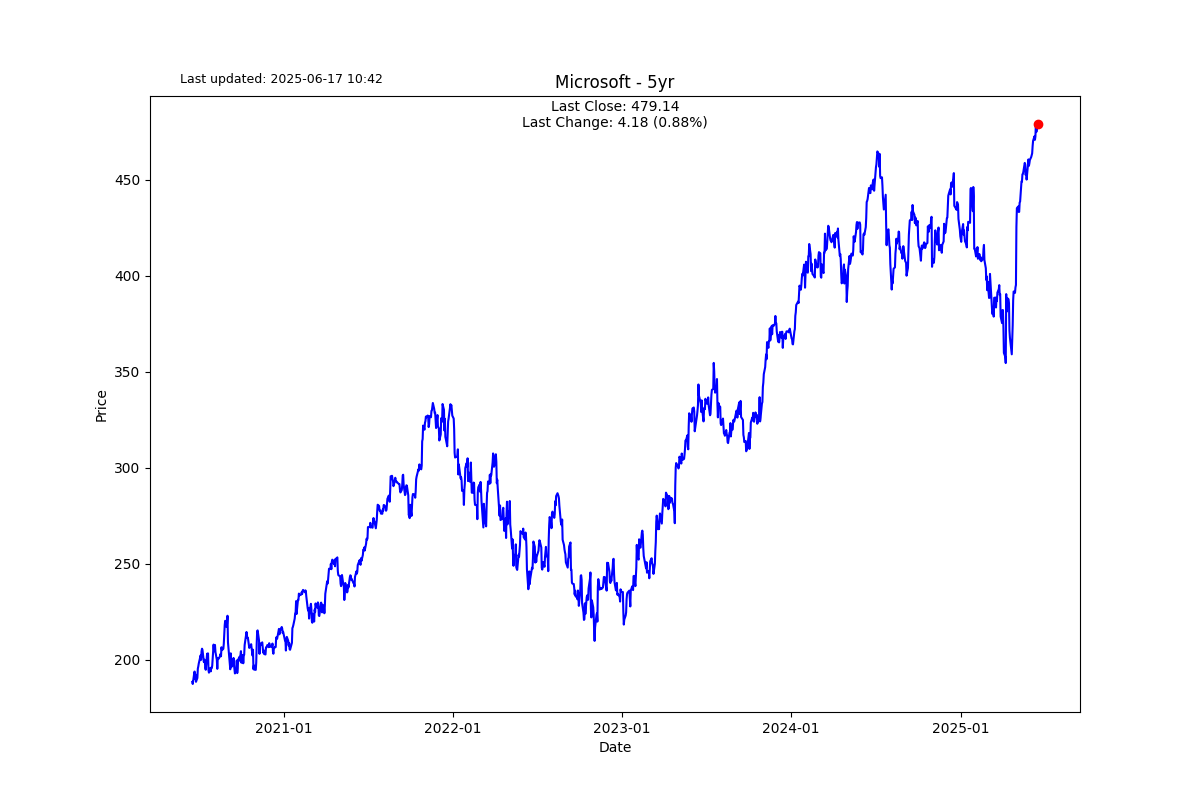 Last updated: 2025-06-17 10:42
Microsoft - 5yr
Last Close: 479.14
Last Change: 4.18 (0.88%)
450
400
350
300
250
200
Price
2021-01
2022-01
2023-01
2024-01
2025-01
Date